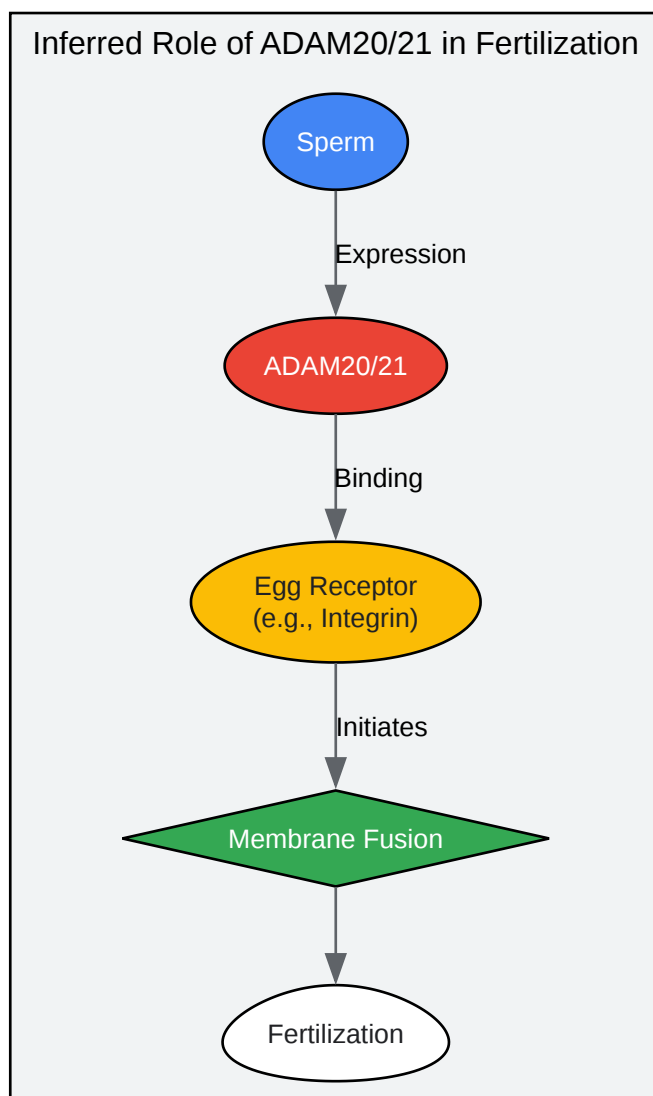 Inferred Role of ADAM20/21 in Fertilization
Sperm
Expression
ADAM20/21
Binding
Egg Receptor
(e.g., Integrin)
Initiates
Membrane Fusion
Fertilization